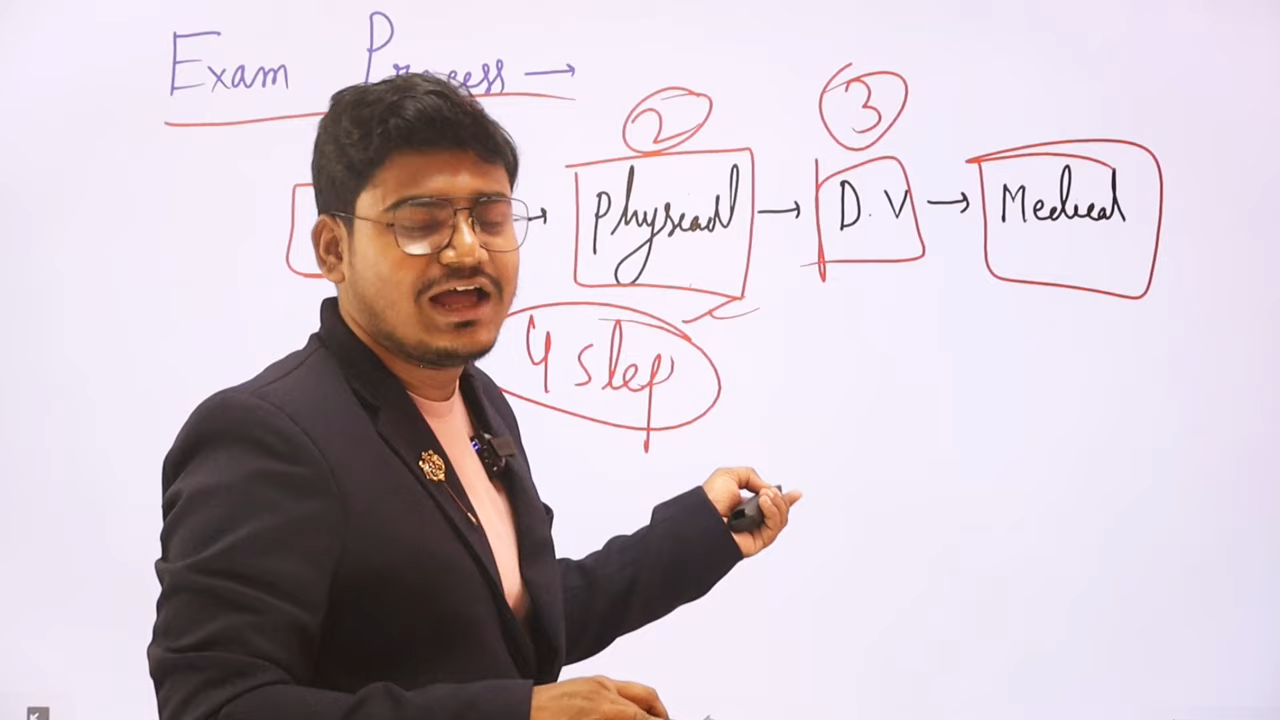 Exam Process →
2 3
→ Physical → D.V → Medical
4 step